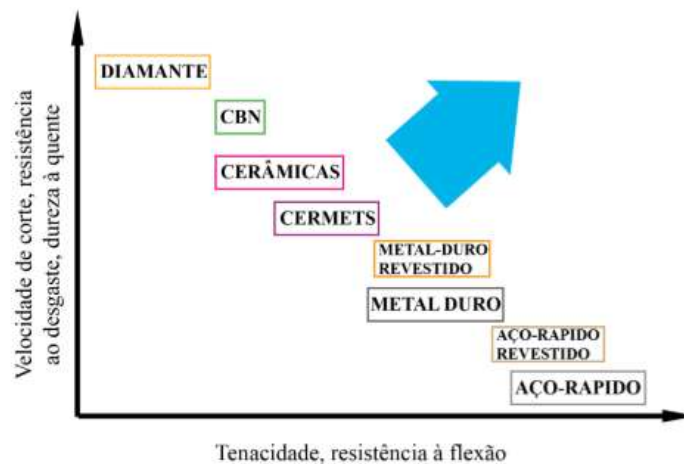 Velocidade de corte, resistência
ao desgaste, dureza à quente
DIAMANTE
CBN
CERÂMICAS
CERMETS
METAL-DURO
REVESTIDO
METAL DURO
AÇO-RAPIDO
REVESTIDO
AÇO-RAPIDO
Tenacidade, resistência à flexão